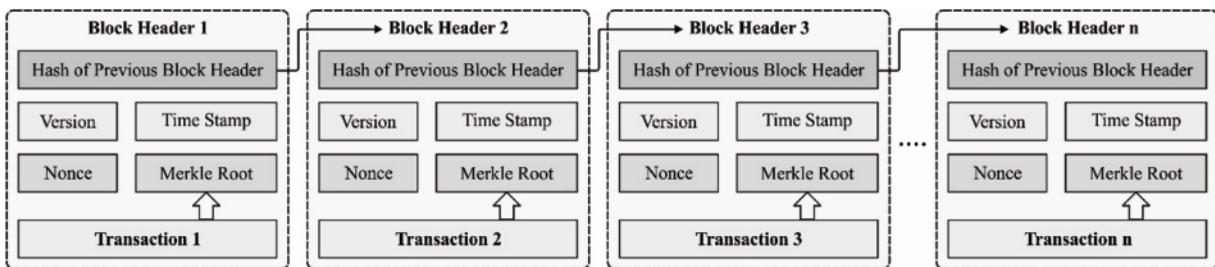 Block Header 1
Hash of Previous Block Header
Version
Time Stamp
Nonce
Merkle Root
Transaction 1
Block Header 2
Hash of Previous Block Header
Version
Time Stamp
Nonce
Merkle Root
Transaction 2
Block Header 3
Hash of Previous Block Header
Version
Time Stamp
Nonce
Merkle Root
Transaction 3
....
Block Header n
Hash of Previous Block Header
Version
Time Stamp
Nonce
Merkle Root
Transaction n